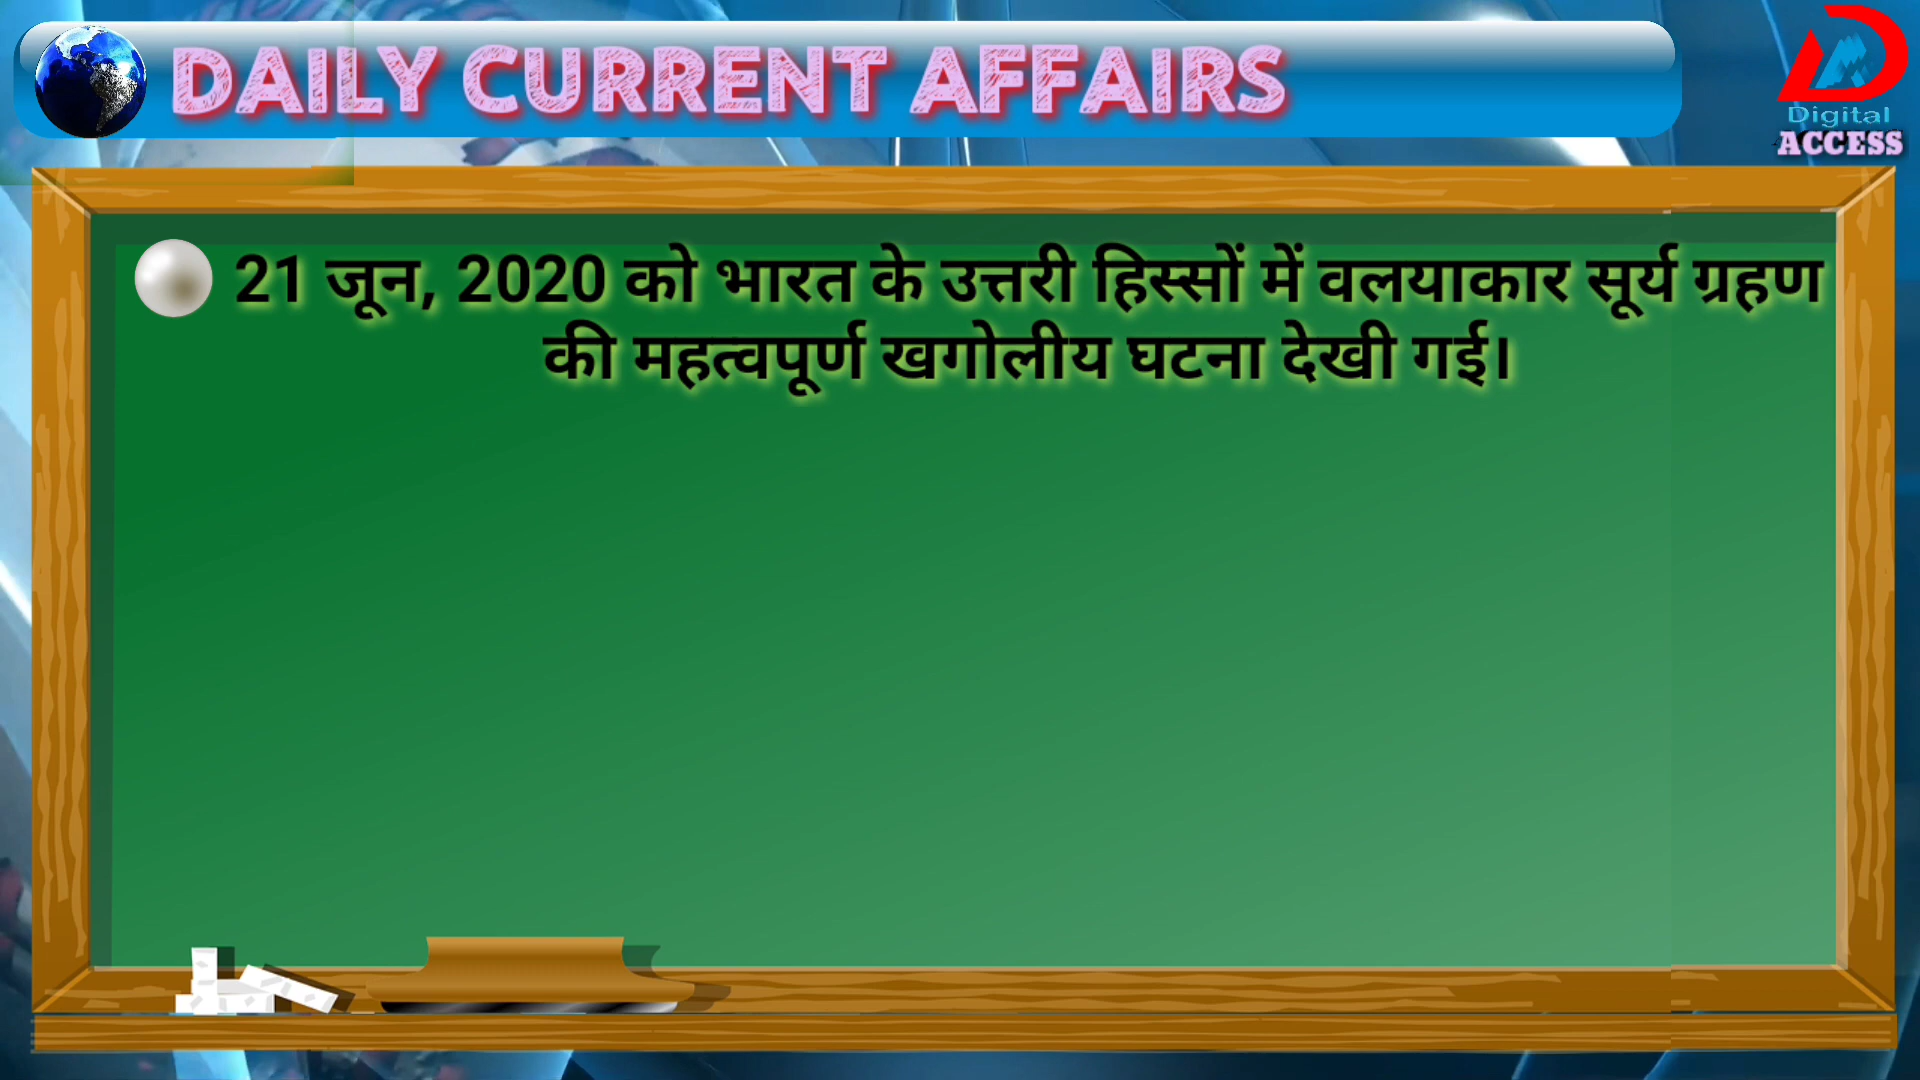 DAILY CURRENT AFFAIRS
Digital
ACCESS
21 जून, 2020 को भारत के उत्तरी हिस्सों में वलयाकार सूर्य ग्रहण
की महत्वपूर्ण खगोलीय घटना देखी गई।